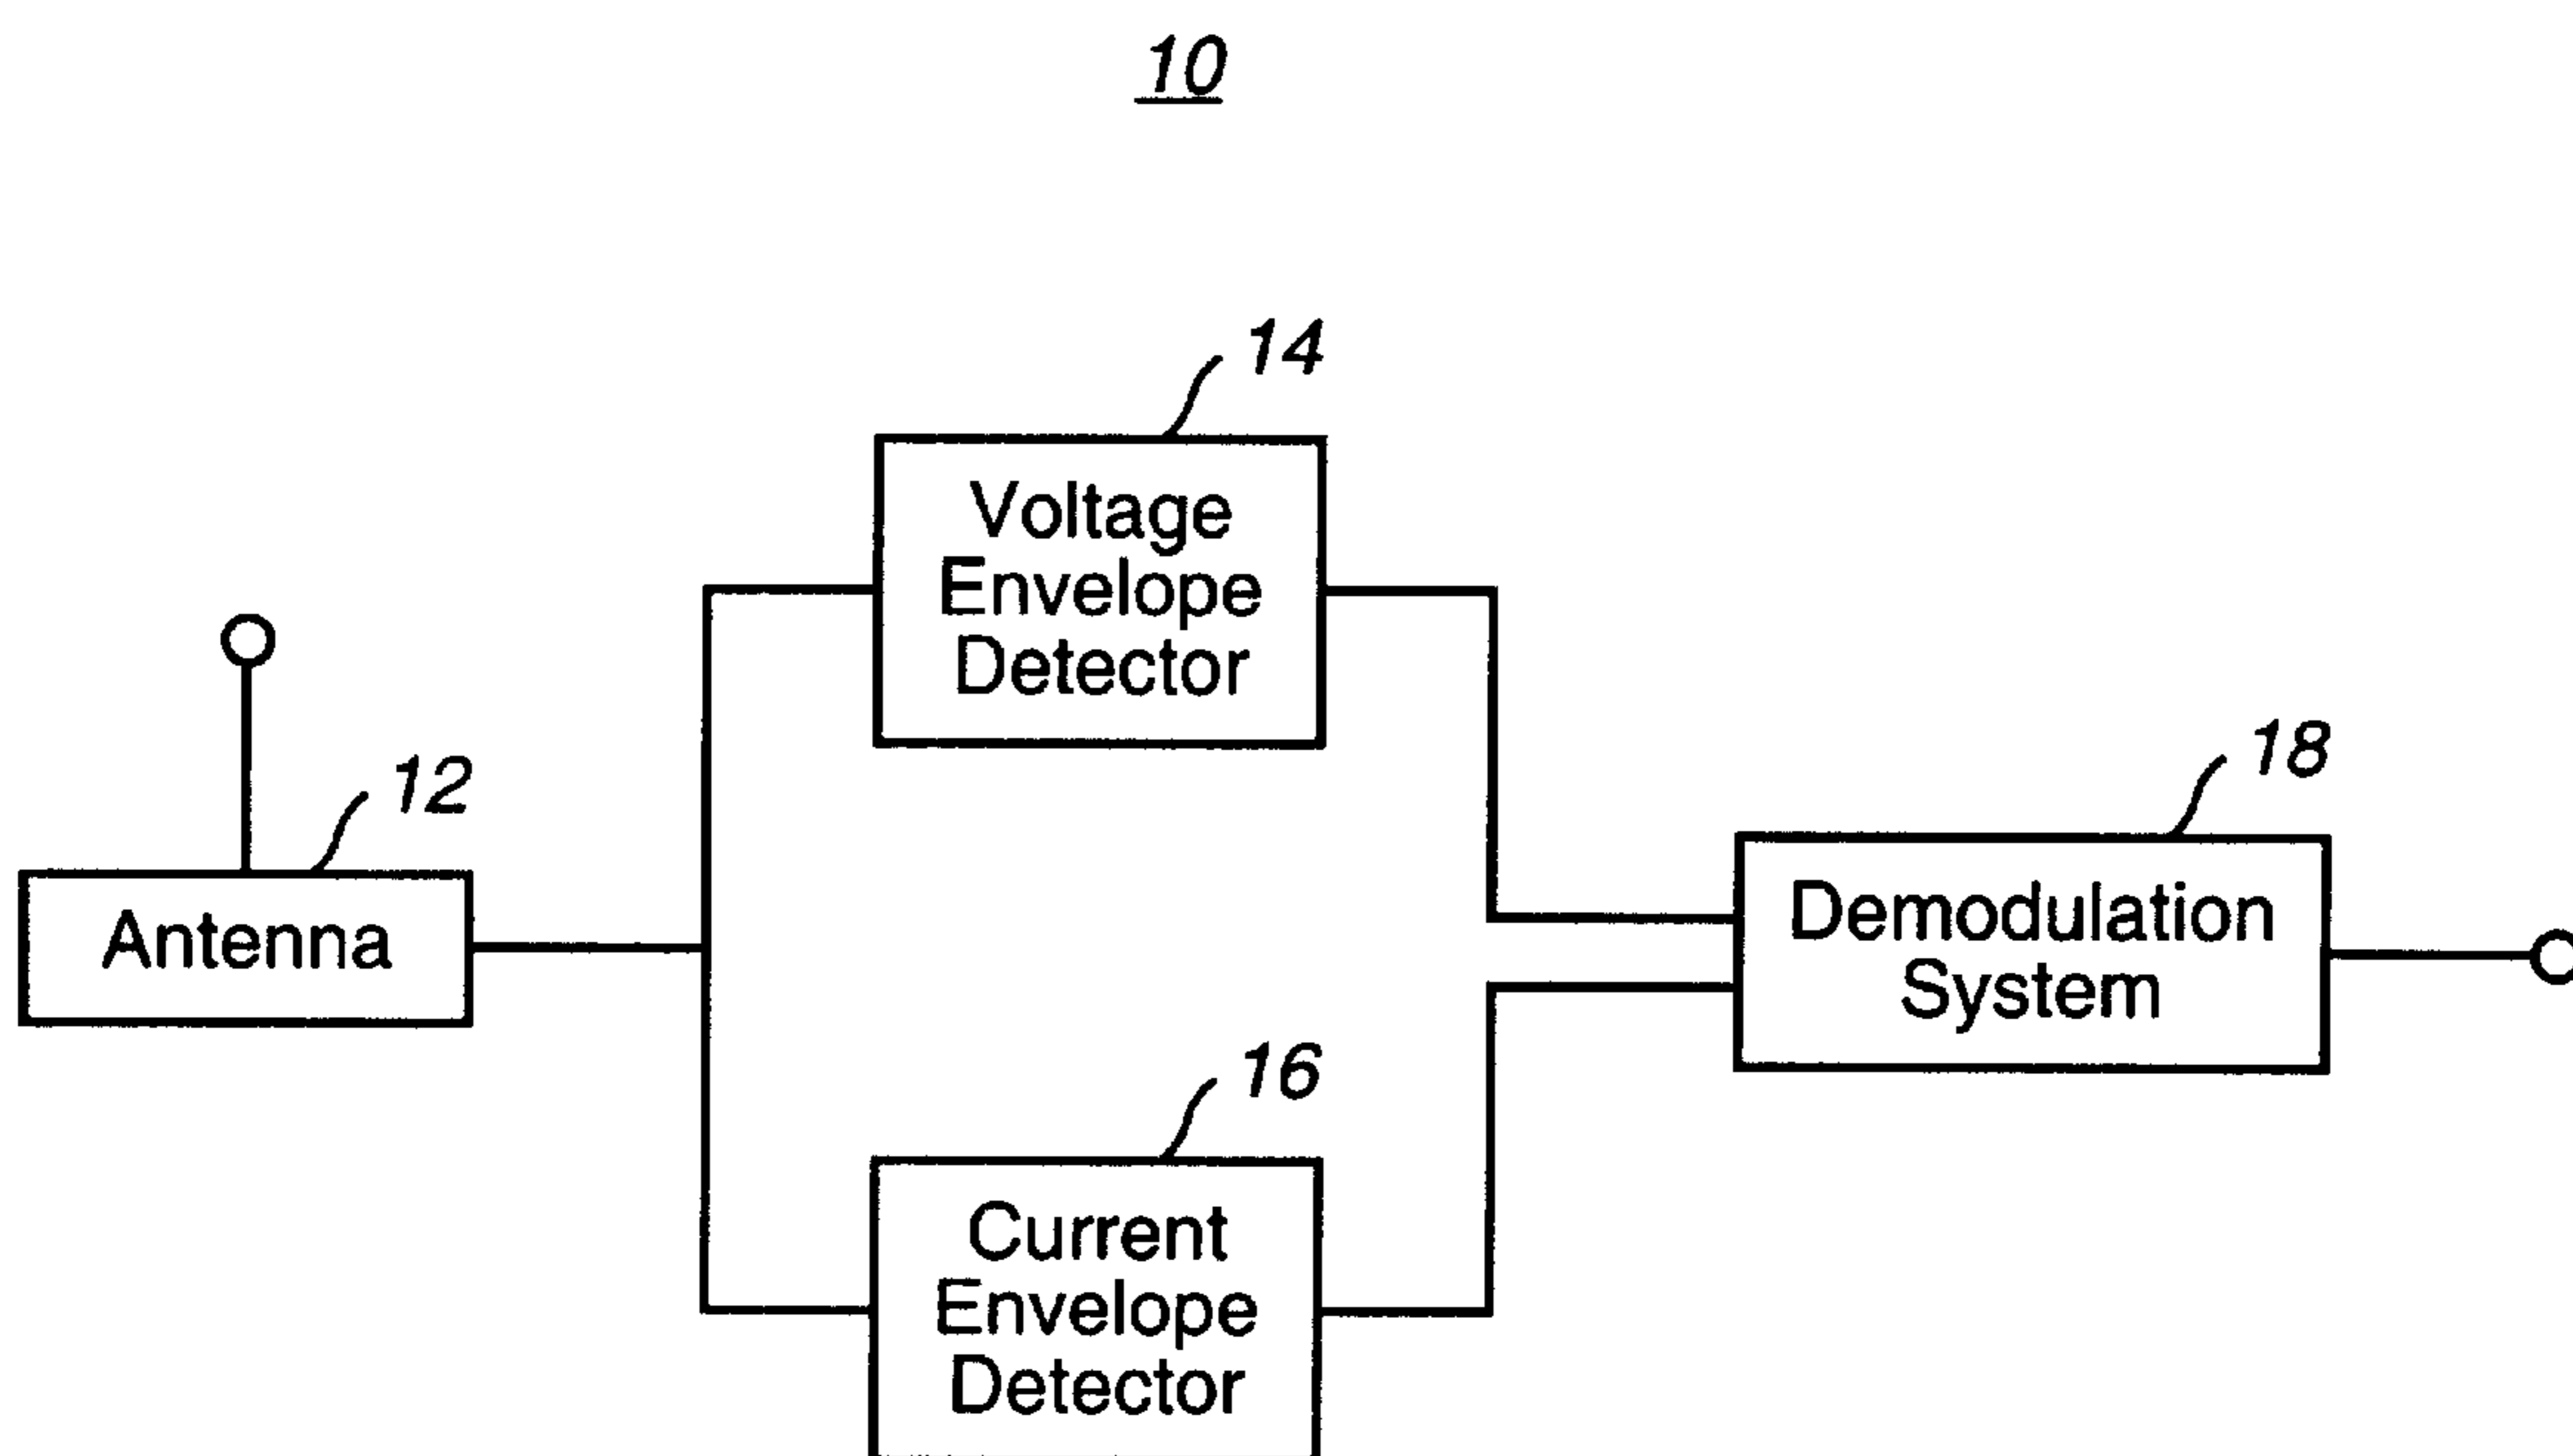 10
14
Voltage
Envelope
Detector
12
Antenna
18
Demodulation
System
16
Current
Envelope
Detector